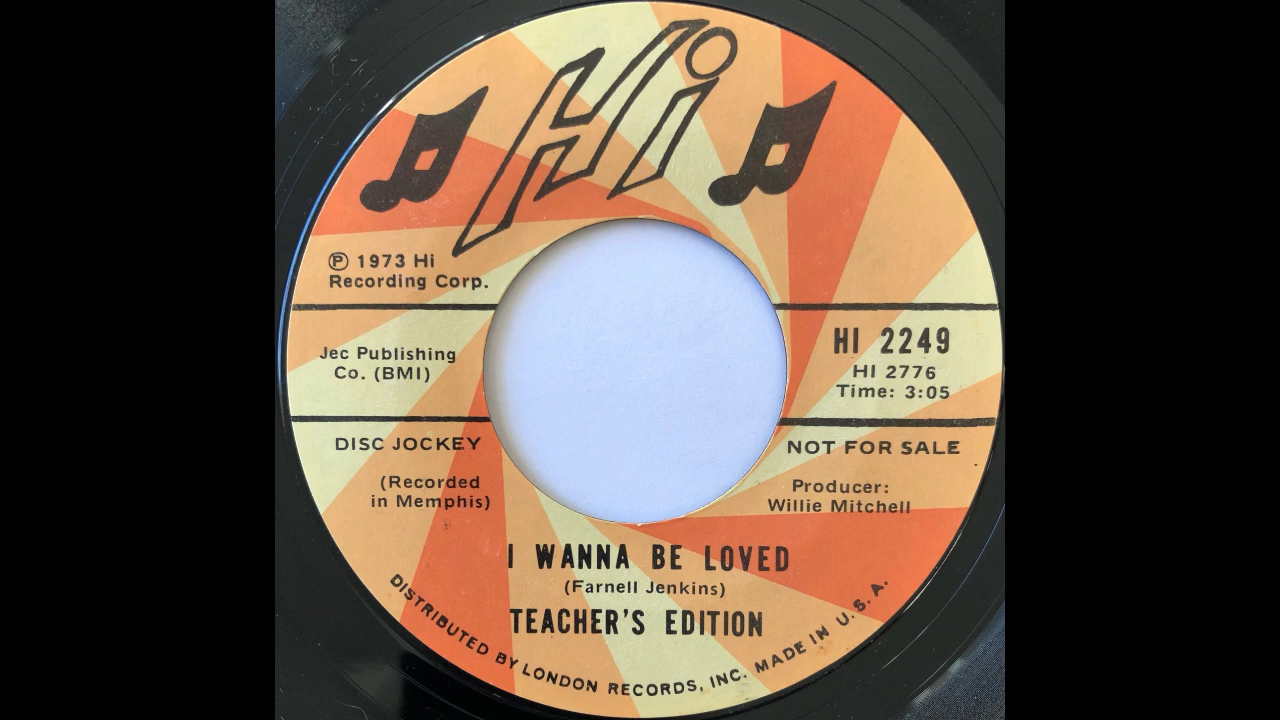 Hi
℗ 1973 Hi
Recording Corp.
Jec Publishing
Co. (BMI)
HI 2249
HI 2776
Time: 3:05
DISC JOCKEY
NOT FOR SALE
(Recorded
in Memphis)
Producer:
Willie Mitchell
I WANNA BE LOVED
(Farnell Jenkins)
TEACHER'S EDITION
DISTRIBUTED BY LONDON RECORDS, INC. MADE IN U. S. A.